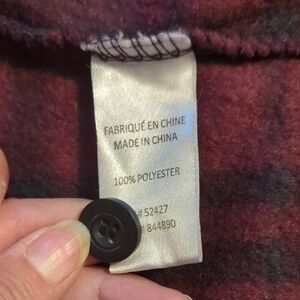 FABRIQUÉ EN CHINE
MADE IN CHINA
100% POLYESTER
# 52427
# 844890